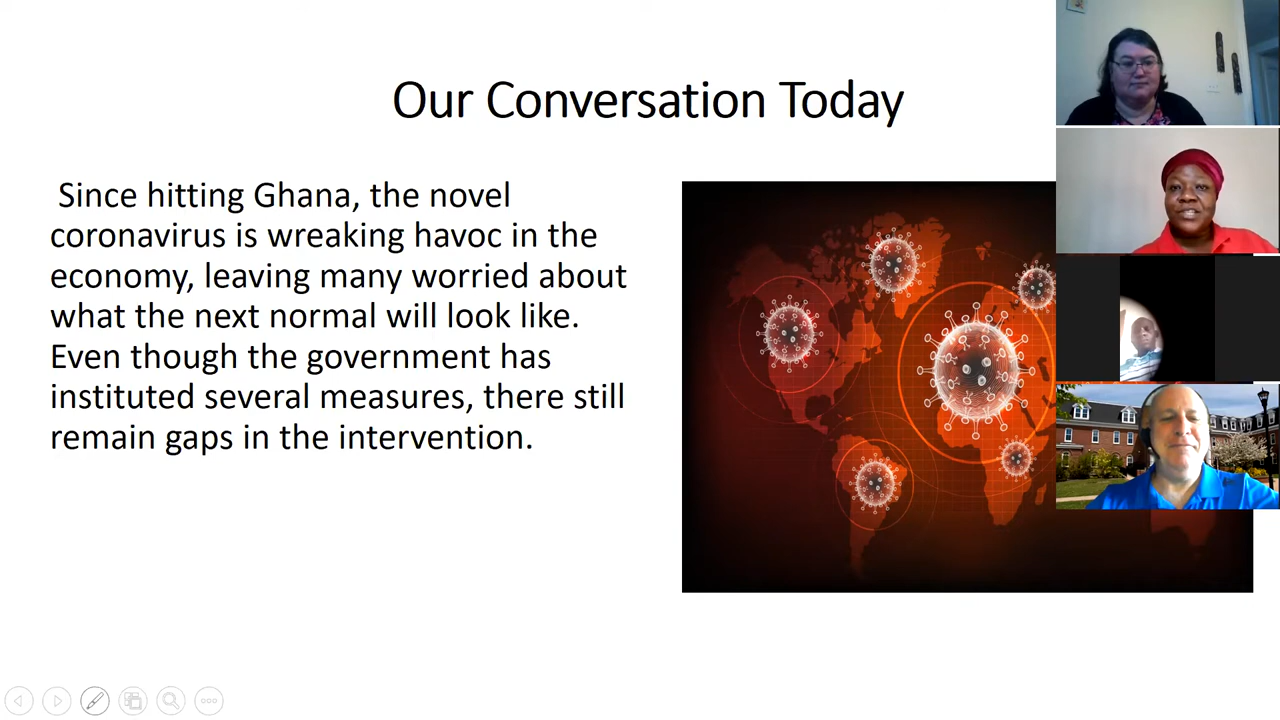 Our Conversation Today
Since hitting Ghana, the novel
coronavirus is wreaking havoc in the
economy, leaving many worried about
what the next normal will look like.
Even though the government has
instituted several measures, there still
remain gaps in the intervention.